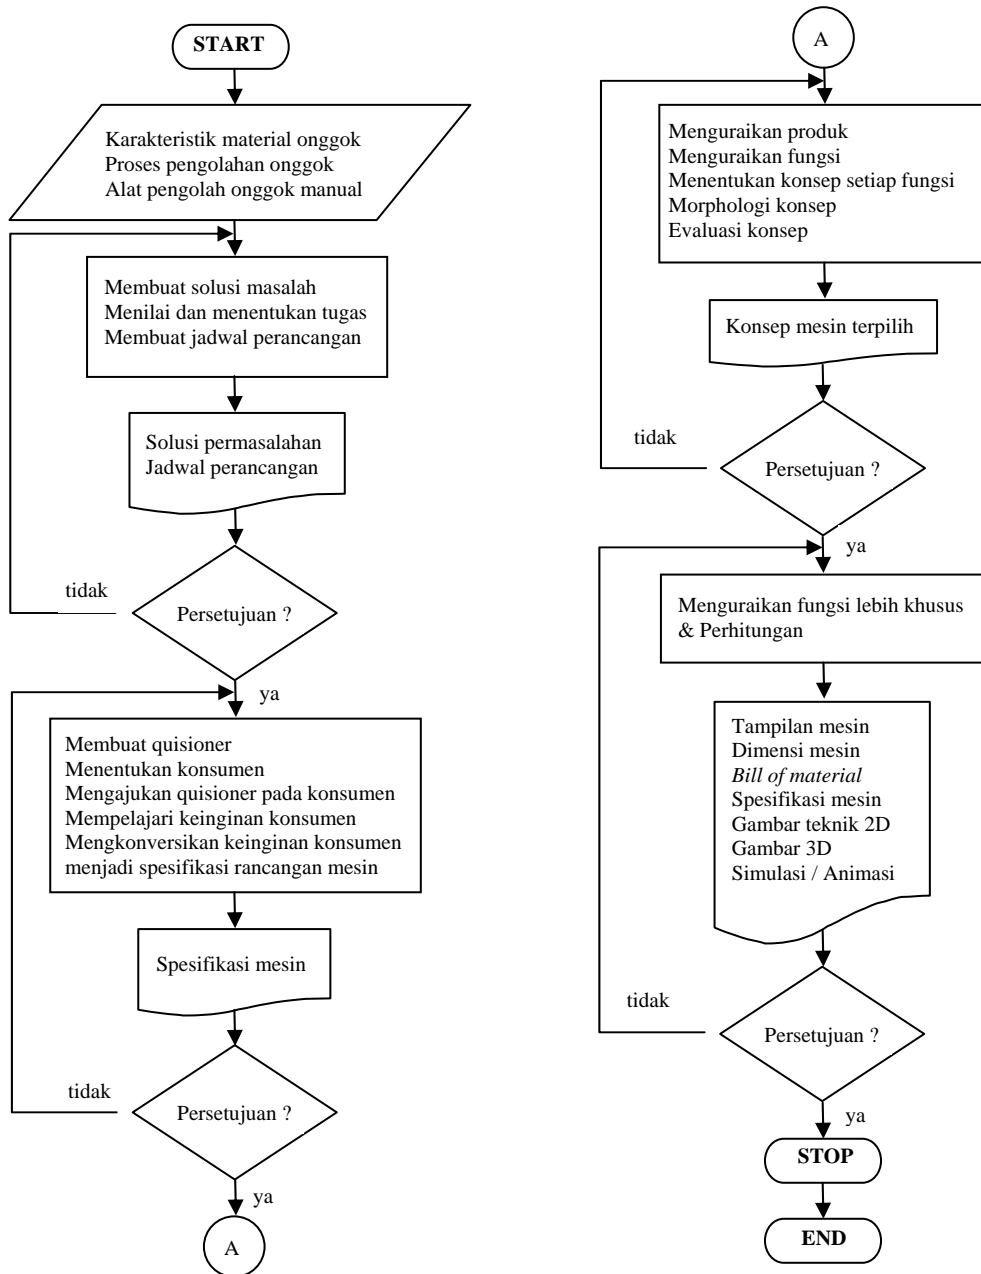 START
Karakteristik material onggok
Proses pengolahan onggok
Alat pengolah onggok manual
Membuat solusi masalah
Menilai dan menentukan tugas
Membuat jadwal perancangan
Solusi permasalahan
Jadwal perancangan
tidak
Persetujuan ?
ya
Membuat quisioner
Menentukan konsumen
Mengajukan quisioner pada konsumen
Mempelajari keinginan konsumen
Mengkonversikan keinginan konsumen
menjadi spesifikasi rancangan mesin
Spesifikasi mesin
tidak
Persetujuan ?
ya
A
A
Menguraikan produk
Menguraikan fungsi
Menentukan konsep setiap fungsi
Morphologi konsep
Evaluasi konsep
Konsep mesin terpilih
tidak
Persetujuan ?
ya
Menguraikan fungsi lebih khusus
& Perhitungan
Tampilan mesin
Dimensi mesin
Bill of material
Spesifikasi mesin
Gambar teknik 2D
Gambar 3D
Simulasi / Animasi
tidak
Persetujuan ?
ya
STOP
END